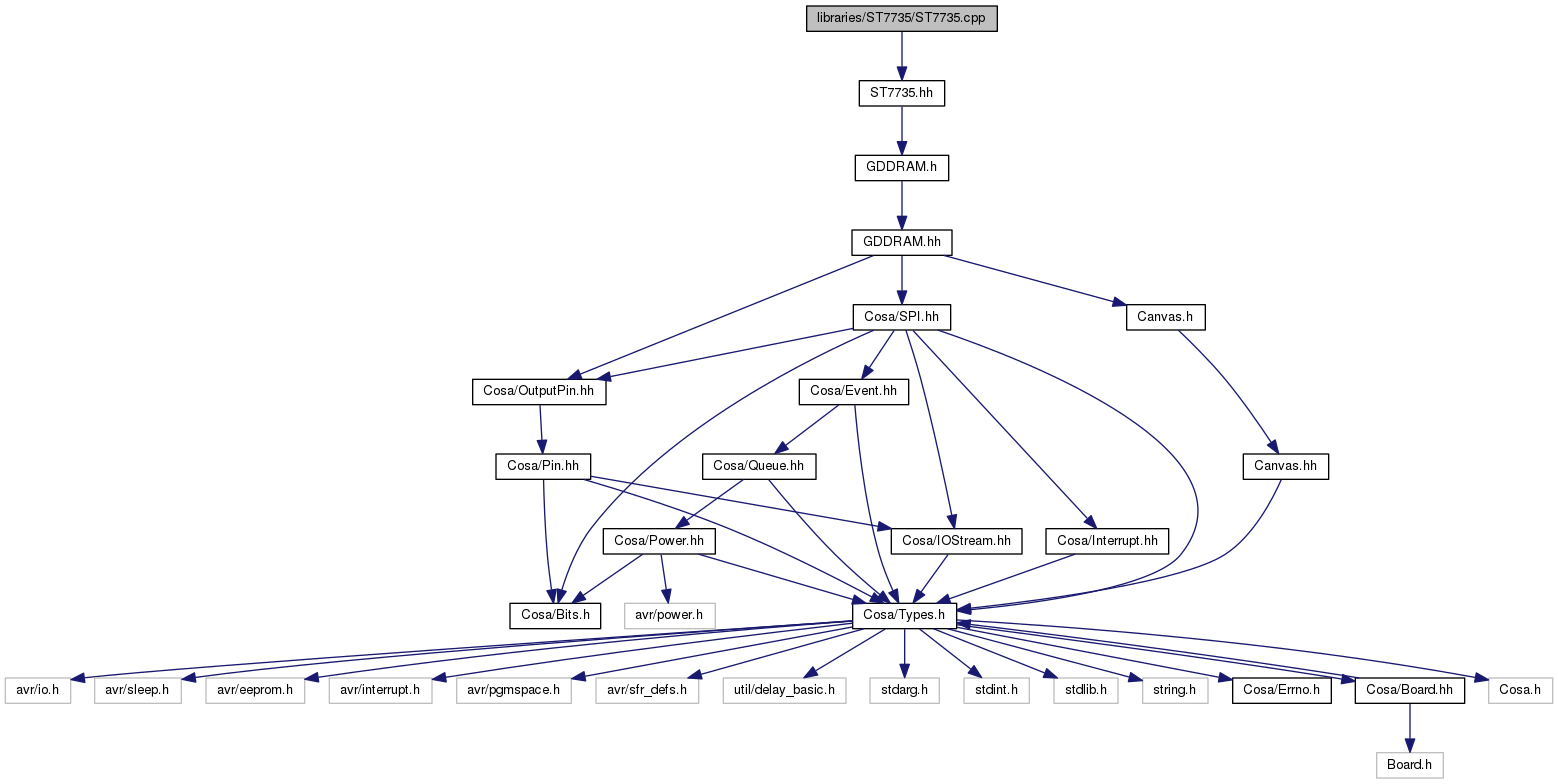 libraries/ST7735/ST7735.cpp
ST7735.hh
GDDRAM.h
GDDRAM.hh
Cosa/SPI.hh
Canvas.h
Cosa/OutputPin.hh
Cosa/Event.hh
Cosa/Pin.hh
Cosa/Queue.hh
Canvas.hh
Cosa/Power.hh
Cosa/IOStream.hh
Cosa/Interrupt.hh
Cosa/Bits.h
avr/power.h
Cosa/Types.h
avr/io.h
avr/sleep.h
avr/eeprom.h
avr/interrupt.h
avr/pgmspace.h
avr/sfr_defs.h
util/delay_basic.h
stdarg.h
stdint.h
stdlib.h
string.h
Cosa/Errno.h
Cosa/Board.hh
Cosa.h
Board.h